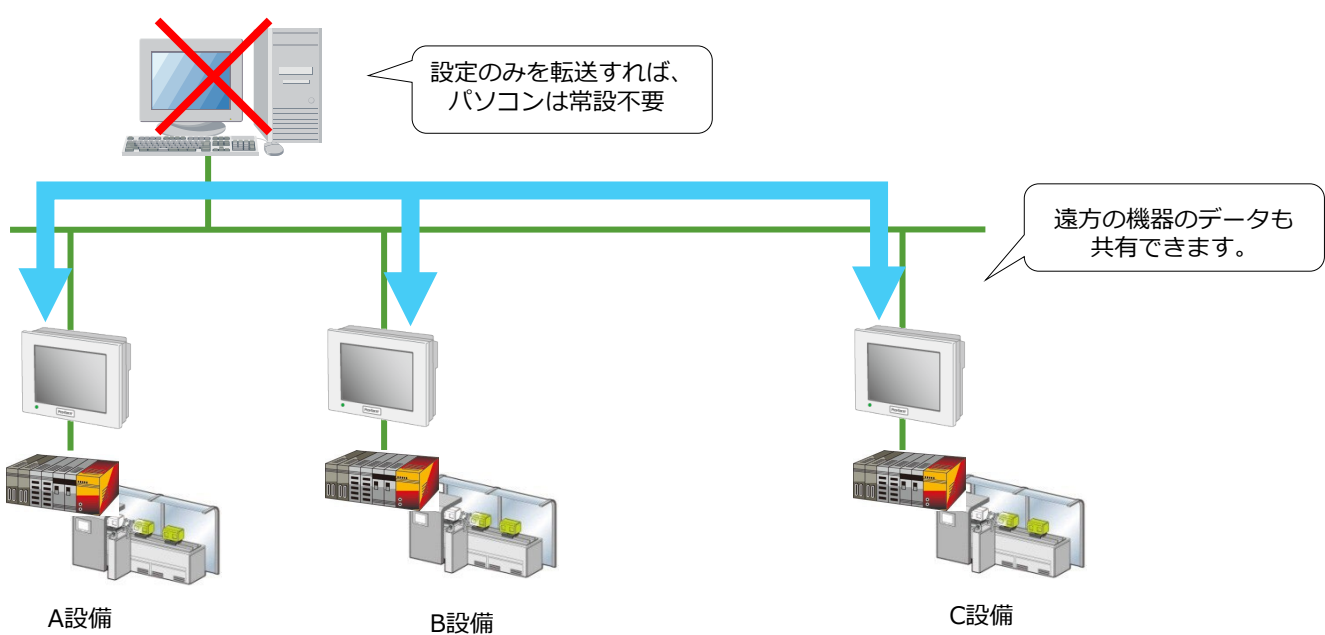 設定のみを転送すれば、
パソコンは常設不要
遠方の機器のデータも
共有できます。
A設備
B設備
C設備